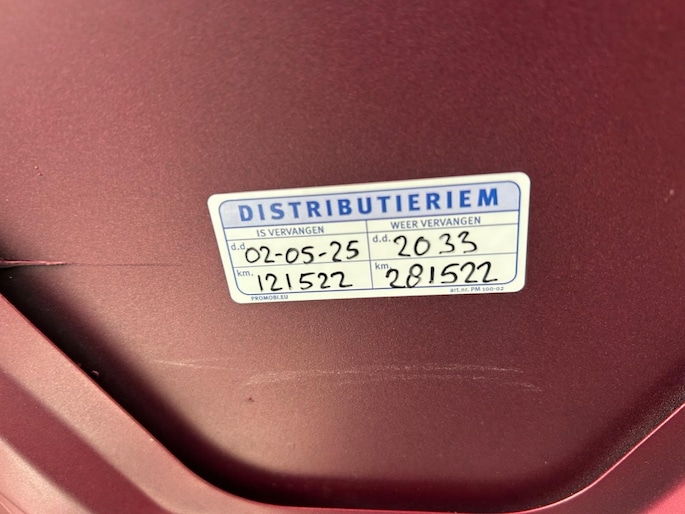 DISTRIBUTIERIEM
IS VERVANGEN WEER VERVANGEN
d.d. 02-05-25 d.d. 2033
km. 121522 km. 281522
PROMOBI.EU art.nr. PM 100-02